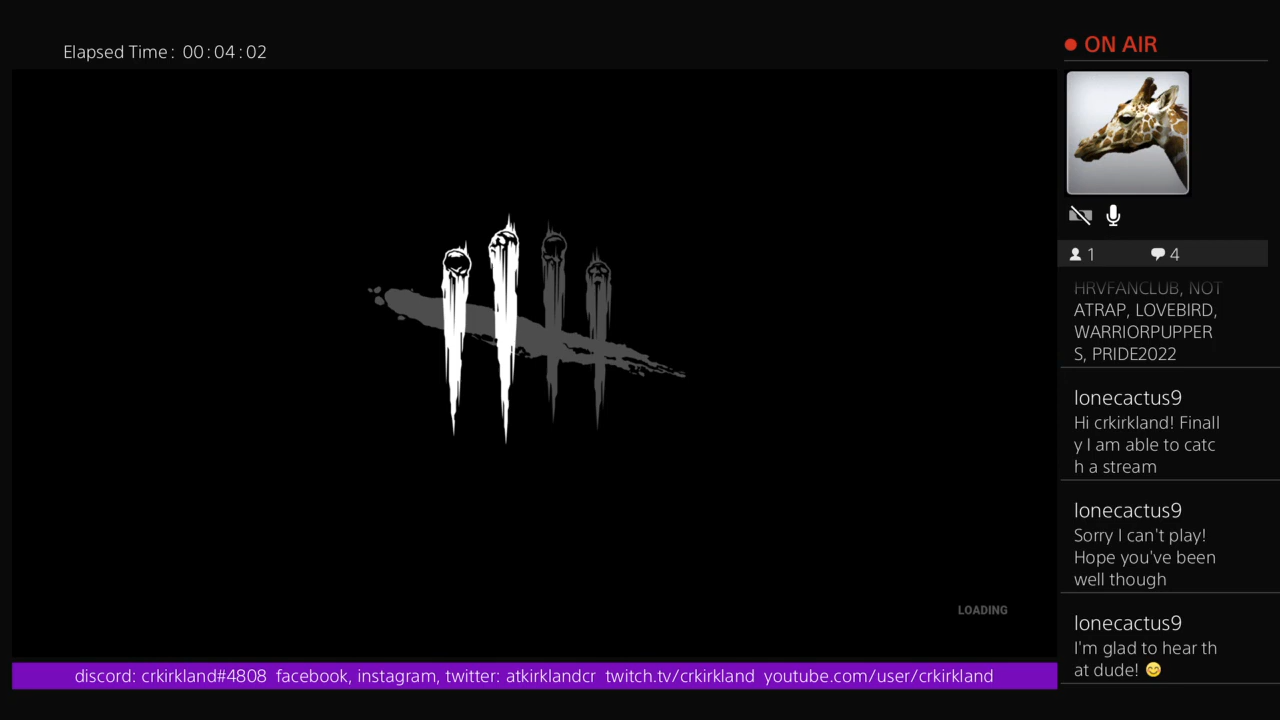 Elapsed Time: 00:04:02
ON AIR
1 4
HRVFANCLUB, NOT
ATRAP, LOVEBIRD,
WARRIORPUPPER
S, PRIDE2022
lonecactus9
Hi crkirkland! Finall
y I am able to catc
h a stream
lonecactus9
Sorry I can't play!
Hope you've been
well though
lonecactus9
I'm glad to hear th
at dude! 😊
LOADING
discord: crkirkland#4808 facebook, instagram, twitter: atkirklandcr twitch.tv/crkirkland youtube.com/user/crkirkland